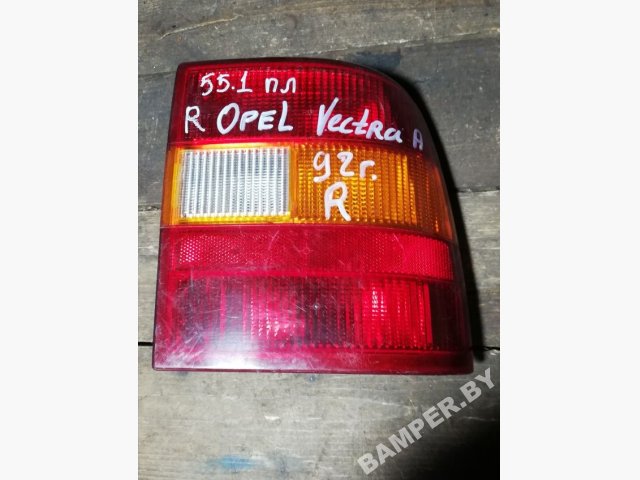 55.1 пл
R OPEL Vectra A
92г.
R
BAMPER.BY